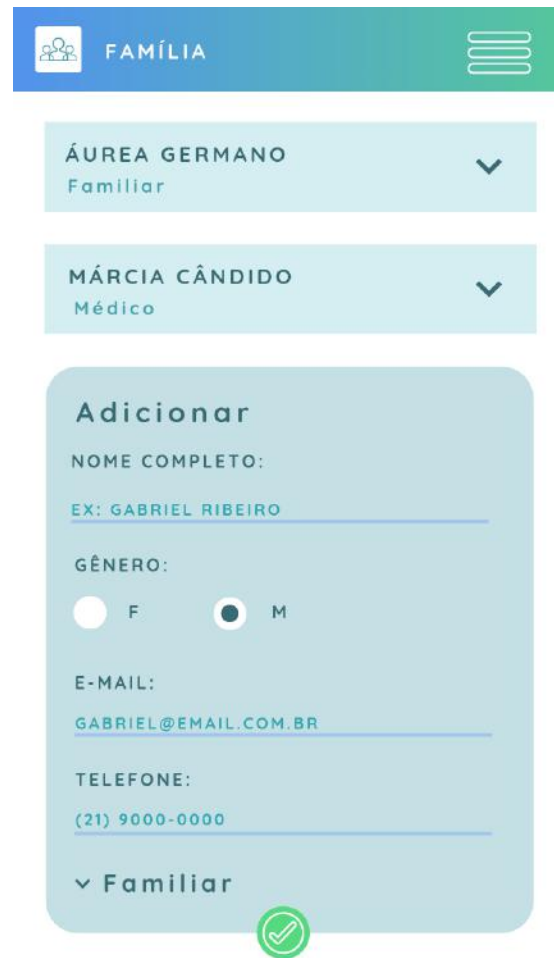 FAMÍLIA
ÁUREA GERMANO
Familiar
MÁRCIA CÂNDIDO
Médico
Adicionar
NOME COMPLETO:
EX: GABRIEL RIBEIRO
GÊNERO:
F M
E-MAIL:
GABRIEL@EMAIL.COM.BR
TELEFONE:
(21) 9000-0000
Familiar